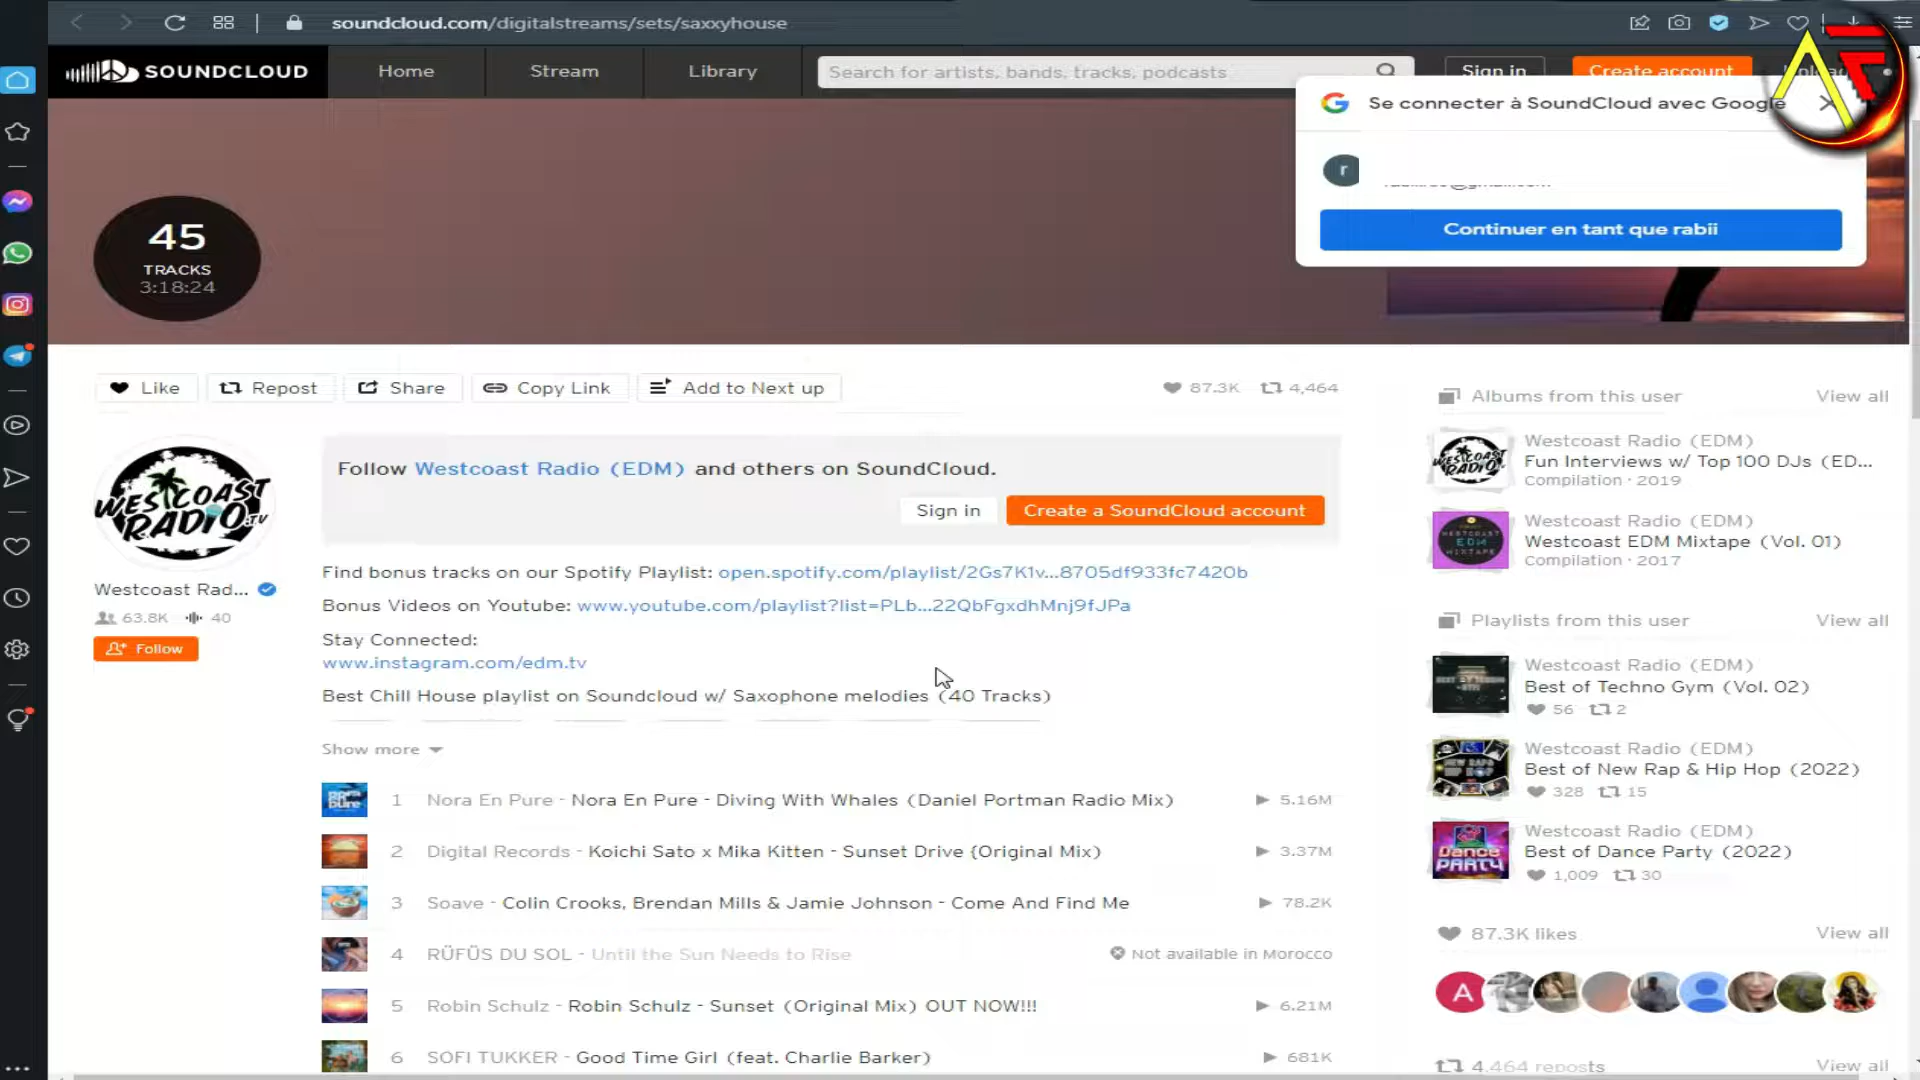 soundcloud.com/digitalstreams/sets/saxxyhouse
SOUNDCLOUD
Home
Stream
Library
Search for artists, bands, tracks, podcasts
Sign in
Create account
Se connecter à SoundCloud avec Google
r
Continuer en tant que rabii
45
TRACKS
3:18:24
Like
Repost
Share
Copy Link
Add to Next up
87.3K
4,464
WESTCOAST
RADIO.TV
Westcoast Rad...
63.8K
40
Follow
Follow Westcoast Radio (EDM) and others on SoundCloud.
Sign in
Create a SoundCloud account
Find bonus tracks on our Spotify Playlist: open.spotify.com/playlist/2Gs7K1v...8705df933fc7420b
Bonus Videos on Youtube: www.youtube.com/playlist?list=PLb...22QbFgxdhMnj9fJPa
Stay Connected:
www.instagram.com/edm.tv
Best Chill House playlist on Soundcloud w/ Saxophone melodies (40 Tracks)
Show more
1 Nora En Pure - Nora En Pure - Diving With Whales (Daniel Portman Radio Mix) 5.16M
2 Digital Records - Koichi Sato x Mika Kitten - Sunset Drive {Original Mix) 3.37M
3 Soave - Colin Crooks, Brendan Mills & Jamie Johnson - Come And Find Me 78.2K
4 RÜFÜS DU SOL - Until the Sun Needs to Rise Not available in Morocco
5 Robin Schulz - Robin Schulz - Sunset (Original Mix) OUT NOW!!! 6.21M
6 SOFI TUKKER - Good Time Girl (feat. Charlie Barker) 681K
Albums from this user
View all
Westcoast Radio (EDM)
Fun Interviews w/ Top 100 DJs (ED...
Compilation · 2019
Westcoast Radio (EDM)
Westcoast EDM Mixtape (Vol. 01)
Compilation · 2017
Playlists from this user
View all
Westcoast Radio (EDM)
Best of Techno Gym (Vol. 02)
56
2
Westcoast Radio (EDM)
Best of New Rap & Hip Hop (2022)
328
15
Westcoast Radio (EDM)
Best of Dance Party (2022)
1,009
30
87.3K likes
View all
A
4,464 reposts
View all